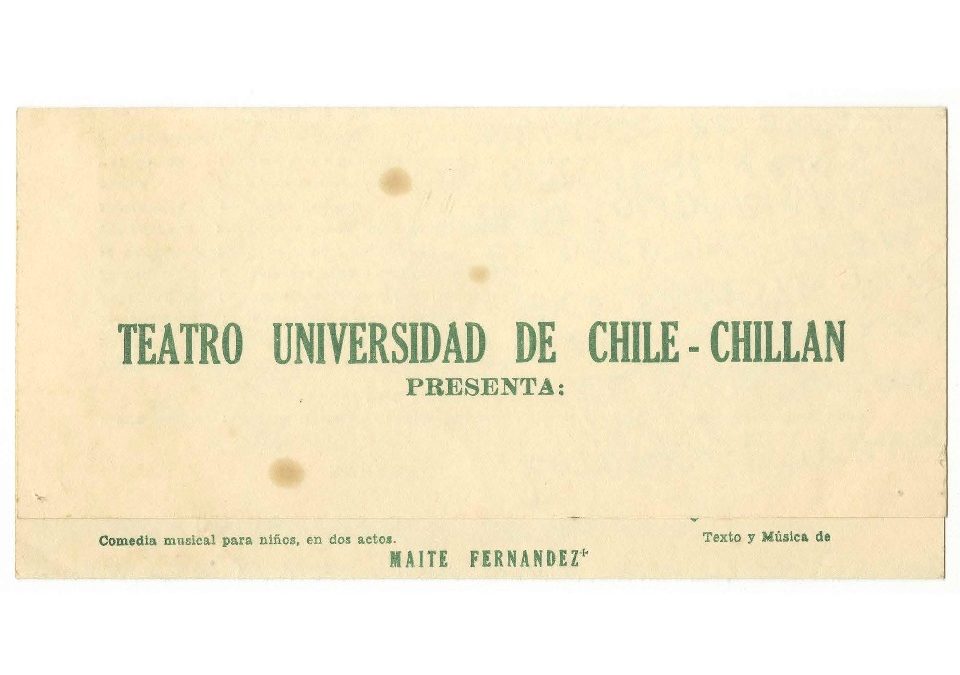 TEATRO UNIVERSIDAD DE CHILE - CHILLAN
PRESENTA:
Comedia musical para niños, en dos actos. Texto y Música de
MAITE FERNANDEZ